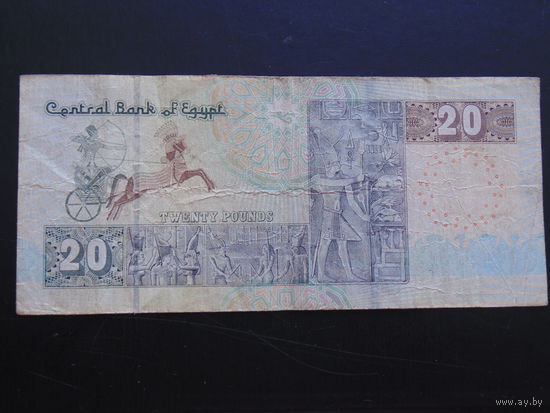 Central Bank of Egypt
20
TWENTY POUNDS
20
www.ay.by